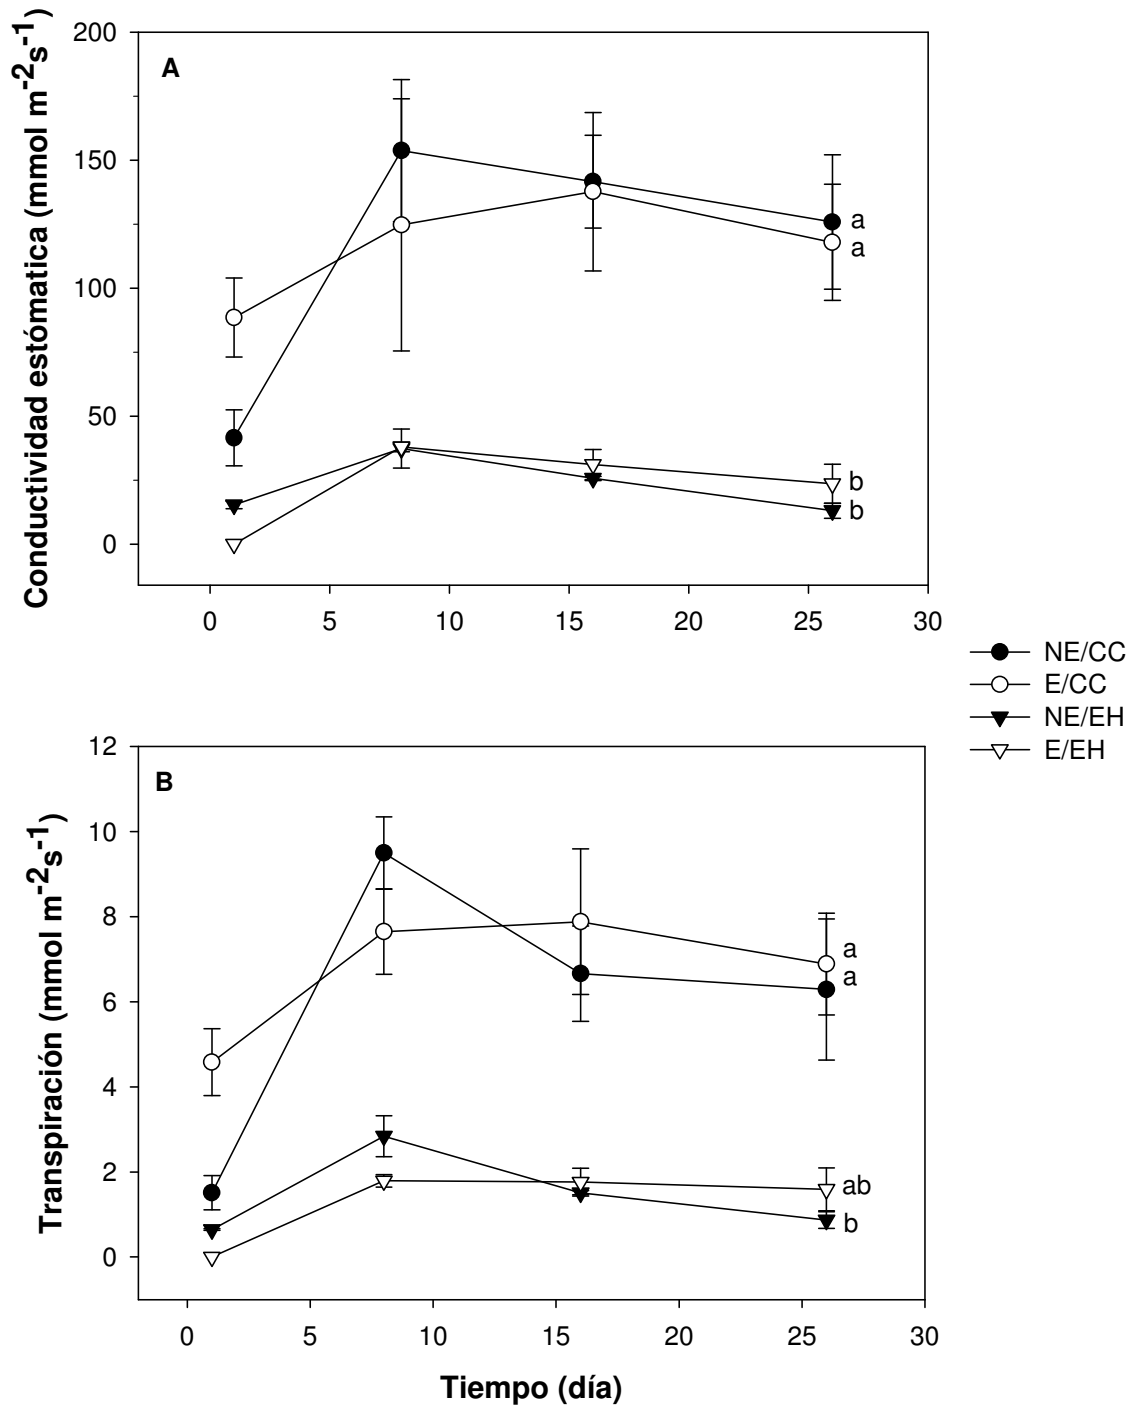 Conductividad estómatica (mmol m-2s-1)
A
200
150
100
50
0
a
a
b
b
0 5 10 15 20 25 30
NE/CC
E/CC
NE/EH
E/EH
Transpiración (mmol m-2s-1)
B
12
10
8
6
4
2
0
a
a
ab
b
0 5 10 15 20 25 30
Tiempo (día)